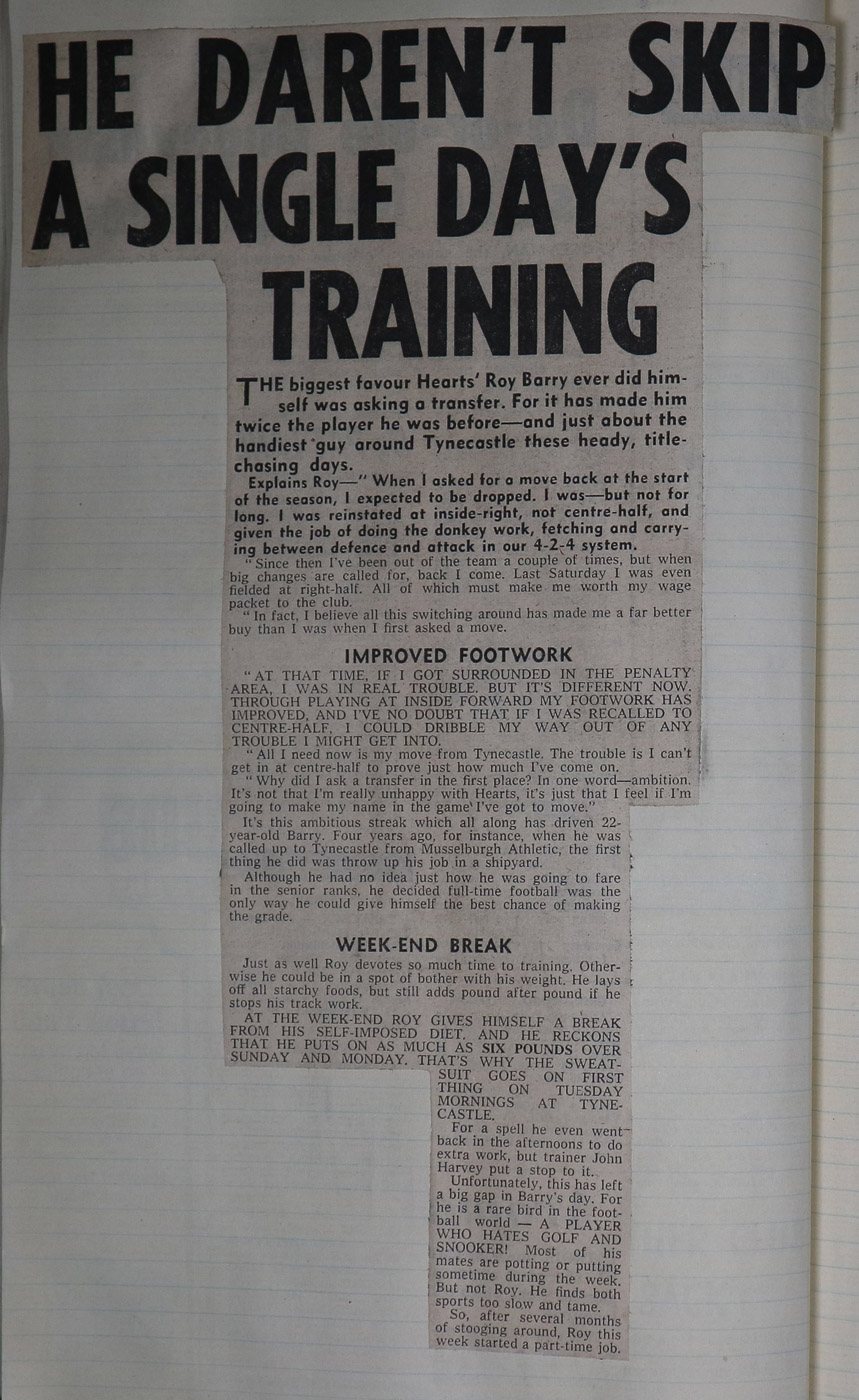 HE DAREN'T SKIP
A SINGLE DAY'S
TRAINING
THE biggest favour Hearts' Roy Barry ever did him-
self was asking a transfer. For it has made him
twice the player he was before—and just about the
handiest guy around Tynecastle these heady, title-
chasing days.
Explains Roy—" When I asked for a move back at the start
of the season, I expected to be dropped. I was—but not for
long. I was reinstated at inside-right, not centre-half, and
given the job of doing the donkey work, fetching and carry-
ing between defence and attack in our 4-2-4 system.
" Since then I've been out of the team a couple of times, but when
big changes are called for, back I come. Last Saturday I was even
fielded at right-half. All of which must make me worth my wage
packet to the club.
" In fact, I believe all this switching around has made me a far better
buy than I was when I first asked a move.
IMPROVED FOOTWORK
" AT THAT TIME, IF I GOT SURROUNDED IN THE PENALTY
AREA, I WAS IN REAL TROUBLE. BUT IT'S DIFFERENT NOW.
THROUGH PLAYING AT INSIDE FORWARD MY FOOTWORK HAS
IMPROVED, AND I'VE NO DOUBT THAT IF I WAS RECALLED TO
CENTRE-HALF, I COULD DRIBBLE MY WAY OUT OF ANY
TROUBLE I MIGHT GET INTO.
" All I need now is my move from Tynecastle. The trouble is I can't
get in at centre-half to prove just how much I've come on.
" Why did I ask a transfer in the first place? In one word—ambition.
It's not that I'm really unhappy with Hearts, it's just that I feel if I'm
going to make my name in the game I've got to move."
It's this ambitious streak which all along has driven 22-
year-old Barry. Four years ago, for instance, when he was
called up to Tynecastle from Musselburgh Athletic, the first
thing he did was throw up his job in a shipyard.
Although he had no idea just how he was going to fare
in the senior ranks, he decided full-time football was the
only way he could give himself the best chance of making
the grade.
WEEK-END BREAK
Just as well Roy devotes so much time to training. Other-
wise he could be in a spot of bother with his weight. He lays
off all starchy foods, but still adds pound after pound if he
stops his track work.
AT THE WEEK-END ROY GIVES HIMSELF A BREAK
FROM HIS SELF-IMPOSED DIET. AND HE RECKONS
THAT HE PUTS ON AS MUCH AS SIX POUNDS OVER
SUNDAY AND MONDAY. THAT'S WHY THE SWEAT-
SUIT GOES ON FIRST
THING ON TUESDAY
MORNINGS AT TYNE-
CASTLE.
For a spell he even went
back in the afternoons to do
extra work, but trainer John
Harvey put a stop to it.
Unfortunately, this has left
a big gap in Barry's day. For
he is a rare bird in the foot-
ball world — A PLAYER
WHO HATES GOLF AND
SNOOKER! Most of his
mates are potting or putting
sometime during the week.
But not Roy. He finds both
sports too slow and tame.
So, after several months
of stooging around, Roy this
week started a part-time job.